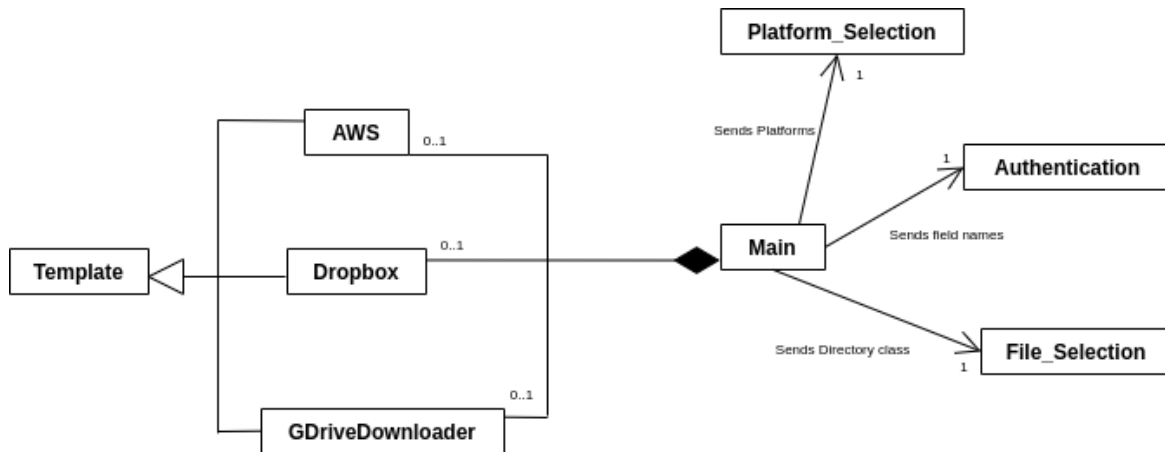 Platform_Selection
1
Sends Platforms
AWS
0..1
1
Authentication
Sends field names
0..1
Template
Dropbox
Main
Sends Directory class
1
File_Selection
0..1
GDriveDownloader